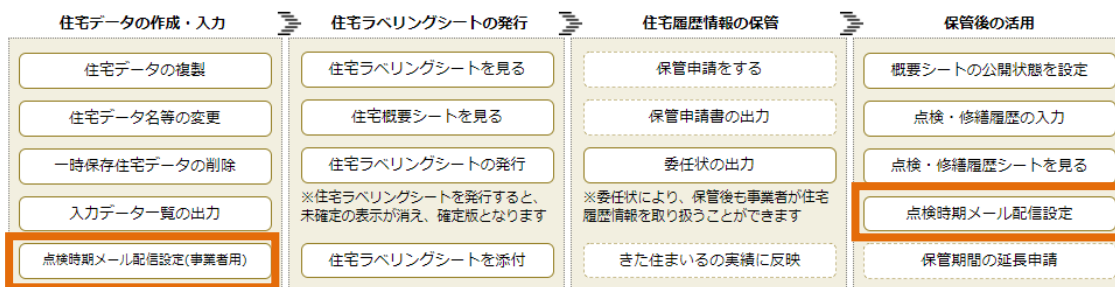 住宅データの作成・入力
住宅データの複製
住宅データ名等の変更
一時保存住宅データの削除
入力データ一覧の出力
点検時期メール配信設定(事業者用)
住宅ラベリングシートの発行
住宅ラベリングシートを見る
住宅概要シートを見る
住宅ラベリングシートの発行
※住宅ラベリングシートを発行すると、
未確定の表示が消え、確定版となります
住宅ラベリングシートを添付
住宅履歴情報の保管
保管申請をする
保管申請書の出力
委任状の出力
※委任状により、保管後も事業者が住宅
履歴情報を取り扱うことができます
きた住まいるの実績に反映
保管後の活用
概要シートの公開状態を設定
点検・修繕履歴の入力
点検・修繕履歴シートを見る
点検時期メール配信設定
保管期間の延長申請